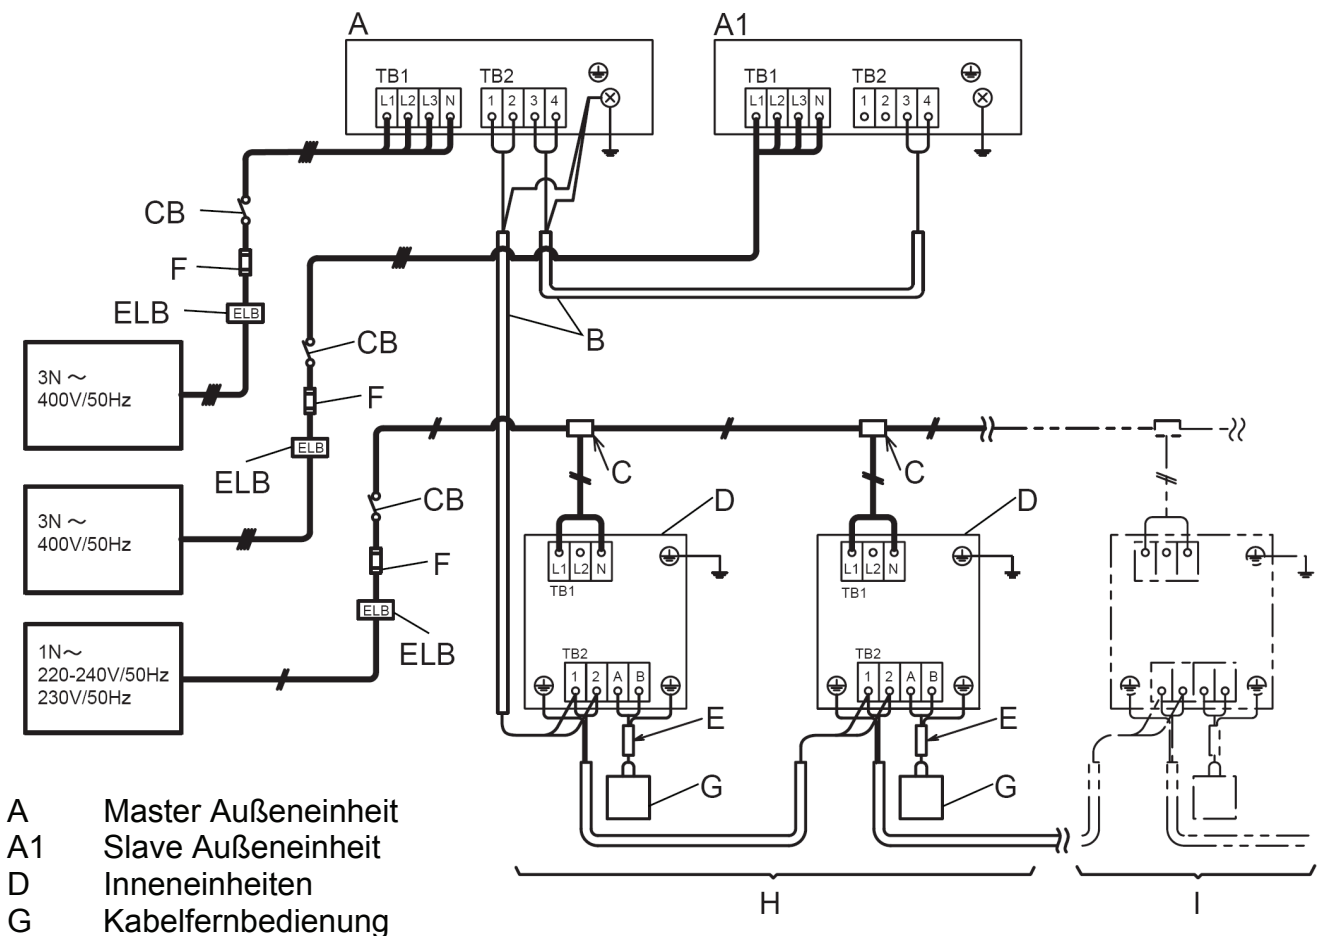 A A1
TB1 TB2 TB1 TB2
L1 L2 L3 N 1 2 3 4 L1 L2 L3 N 1 2 3 4
CB
F
ELB ELB
B
CB
3N ~
400V/50Hz
F
ELB
ELB
C C
CB
D D
3N ~
400V/50Hz
F
L1 L2 N L1 L2 N
TB1 TB1
ELB
ELB
1N~
220-240V/50Hz
230V/50Hz
TB2 TB2
1 2 A B 1 2 A B
E E
G G
H I
A Master Außeneinheit
A1 Slave Außeneinheit
D Inneneinheiten
G Kabelfernbedienung